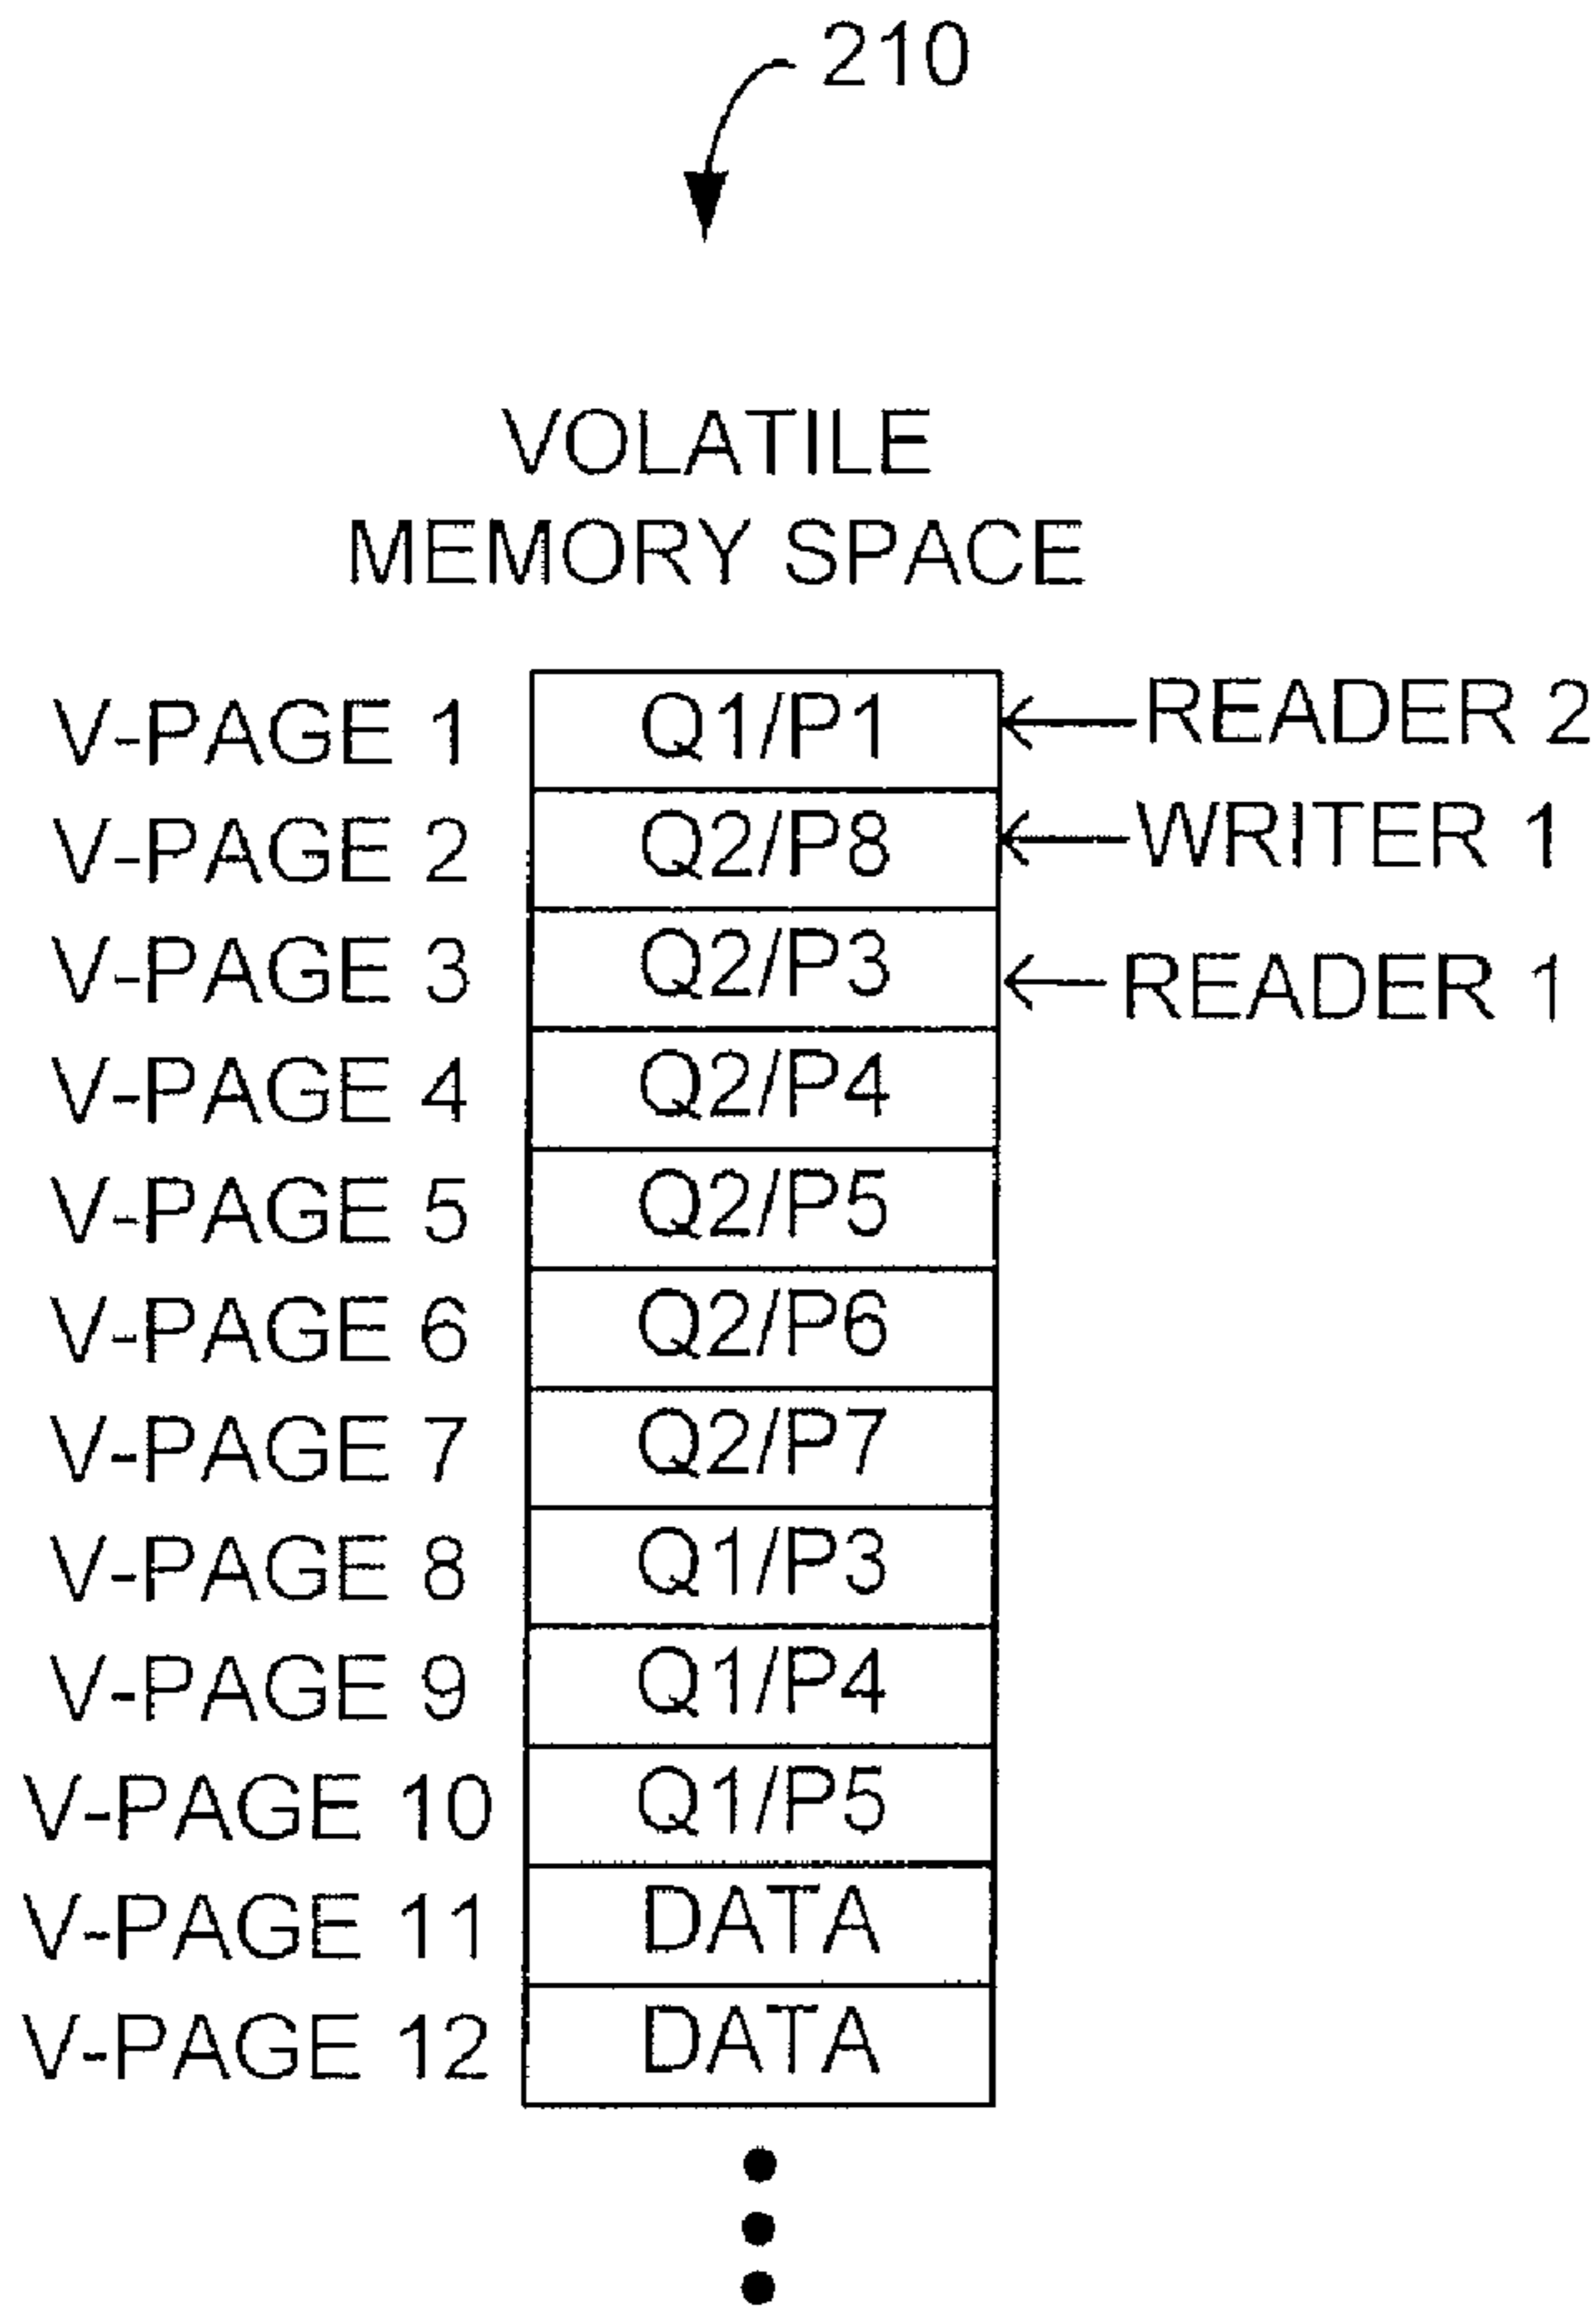 210
VOLATILE
MEMORY SPACE
V-PAGE 1 Q1/P1 READER 2
V-PAGE 2 Q2/P8 WRITER 1
V-PAGE 3 Q2/P3 READER 1
V-PAGE 4 Q2/P4
V-PAGE 5 Q2/P5
V-PAGE 6 Q2/P6
V-PAGE 7 Q2/P7
V-PAGE 8 Q1/P3
V-PAGE 9 Q1/P4
V-PAGE 10 Q1/P5
V-PAGE 11 DATA
V-PAGE 12 DATA